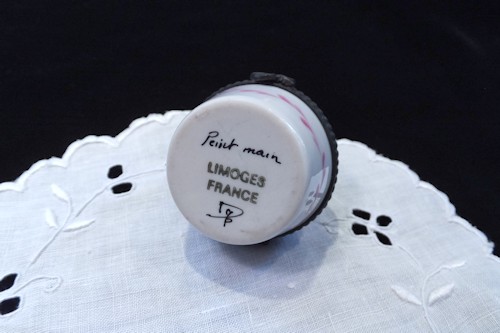 Peint main
LIMOGES
FRANCE